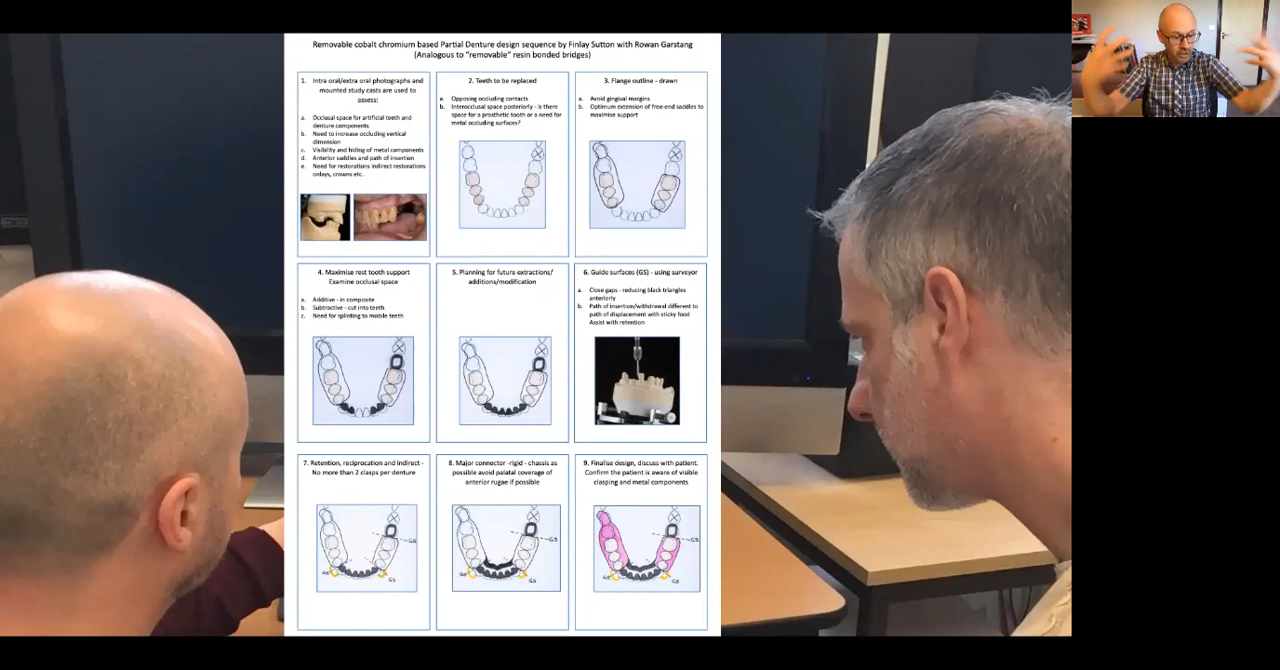 Removable cobalt chromium based Partial Denture design sequence by Finlay Sutton with Rowan Garstang
(Analogous to “removable” resin bonded bridges)
1. Intra oral/extra oral photographs and
mounted study casts are used to
assess:
a. Occlusal space for artificial teeth and
denture components
b. Need to increase occluding vertical
dimension
c. Visibility and hiding of metal components
d. Anterior saddles and path of insertion
e. Need for restorations indirect restorations
onlays, crowns etc..
2. Teeth to be replaced
a. Opposing occluding contacts
b. Interocclusal space posteriorly - is there
space for a prosthetic tooth or a need for
metal occluding surfaces?
3. Flange outline - drawn
a. Avoid gingival margins
b. Optimum extension of free-end saddles to
maximise support
4. Maximise rest tooth support
Examine occlusal space
a. Additive - in composite
b. Subtractive - cut into teeth
c. Need for splinting to mobile teeth
5. Planning for future extractions/
additions/modification
6. Guide surfaces (GS) - using surveyor
a. Close gaps - reducing black triangles
anteriorly
b. Path of insertion/withdrawal different to
path of displacement with sticky food
Assist with retention
7. Retention, reciprocation and indirect -
No more than 2 clasps per denture
GS
GS
GS
8. Major connector -rigid - chassis as
possible avoid palatal coverage of
anterior rugae if possible
GS
GS
GS
9. Finalise design, discuss with patient.
Confirm the patient is aware of visible
clasping and metal components
GS
GS
GS